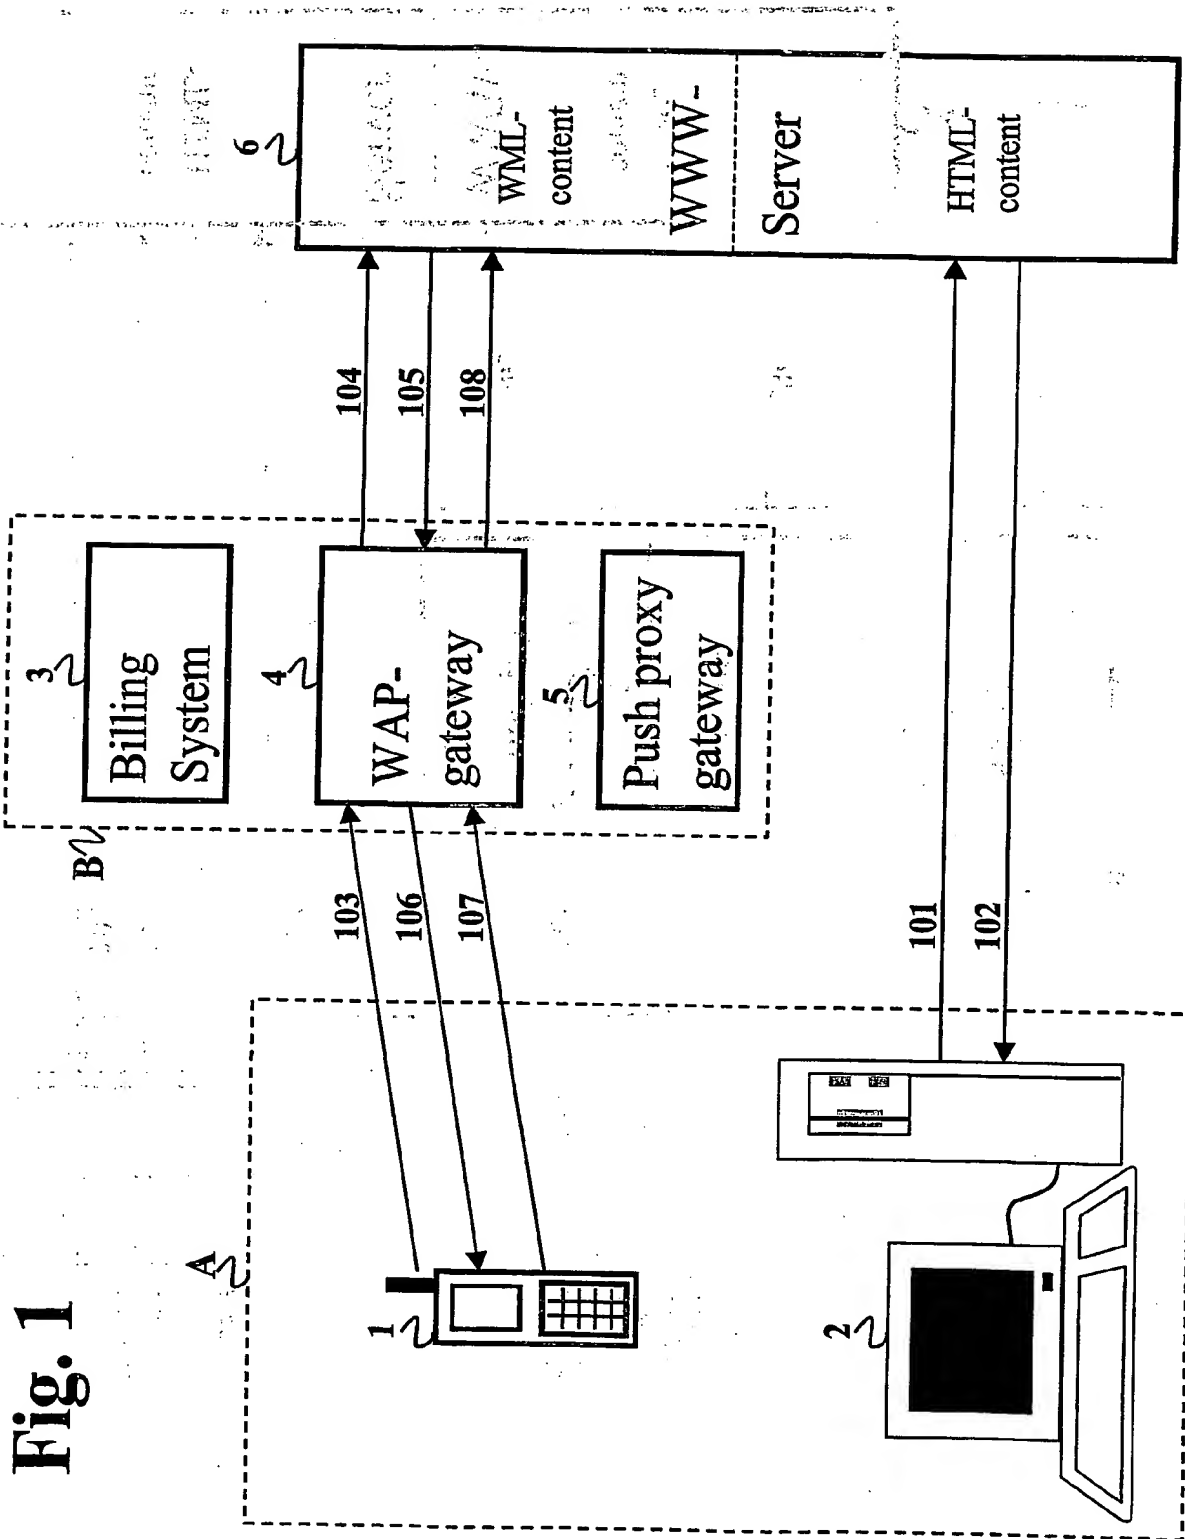 Fig. 1
A
1
2
B
3
Billing
System
4
WAP-
gateway
5
Push proxy
gateway
103
106
107
104
105
108
101
102
6
WML-
content
WWW-
Server
HTML-
content